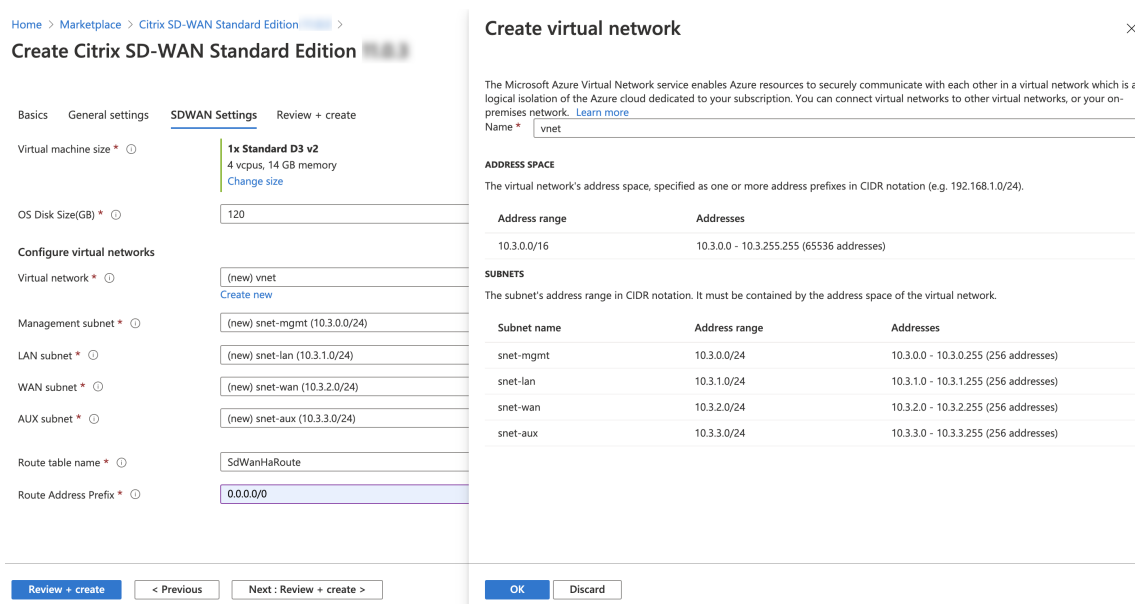 Home > Marketplace > Citrix SD-WAN Standard Edition >
Create Citrix SD-WAN Standard Edition
Basics General settings SDWAN Settings Review + create
Virtual machine size *
1x Standard D3 v2
4 vcpus, 14 GB memory
Change size
OS Disk Size(GB) * 120
Configure virtual networks
Virtual network * (new) vnet
Create new
Management subnet * (new) snet-mgmt (10.3.0.0/24)
LAN subnet * (new) snet-lan (10.3.1.0/24)
WAN subnet * (new) snet-wan (10.3.2.0/24)
AUX subnet * (new) snet-aux (10.3.3.0/24)
Route table name * SdWanHaRoute
Route Address Prefix * 0.0.0.0/0
Review + create < Previous Next : Review + create >
Create virtual network
The Microsoft Azure Virtual Network service enables Azure resources to securely communicate with each other in a virtual network which is a
logical isolation of the Azure cloud dedicated to your subscription. You can connect virtual networks to other virtual networks, or your on-
premises network. Learn more
Name * vnet
ADDRESS SPACE
The virtual network's address space, specified as one or more address prefixes in CIDR notation (e.g. 192.168.1.0/24).
Address range Addresses
10.3.0.0/16 10.3.0.0 - 10.3.255.255 (65536 addresses)
SUBNETS
The subnet's address range in CIDR notation. It must be contained by the address space of the virtual network.
Subnet name Address range Addresses
snet-mgmt 10.3.0.0/24 10.3.0.0 - 10.3.0.255 (256 addresses)
snet-lan 10.3.1.0/24 10.3.1.0 - 10.3.1.255 (256 addresses)
snet-wan 10.3.2.0/24 10.3.2.0 - 10.3.2.255 (256 addresses)
snet-aux 10.3.3.0/24 10.3.3.0 - 10.3.3.255 (256 addresses)
OK Discard